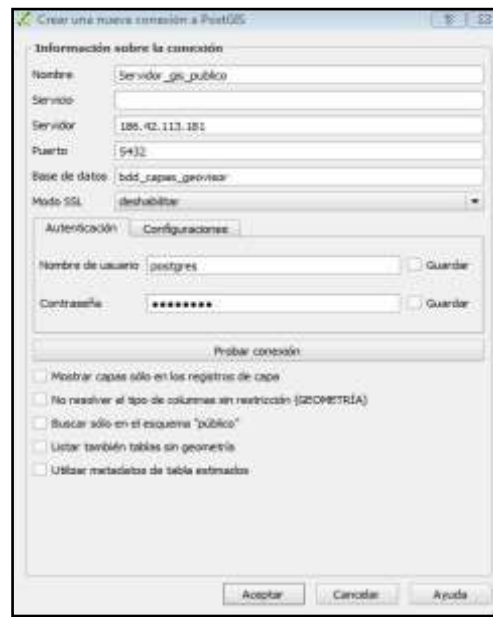 Crear una nueva conexión a PostGIS
Información sobre la conexión
Nombre Servidor_gis_publico
Servicio
Servidor 186.42.113.181
Puerto 5432
Base de datos bdd_capas_geovisor
Modo SSL deshabilitar
Autenticación Configuraciones
Nombre de usuario postgres Guardar
Contraseña ●●●●●●●● Guardar
Probar conexión
Mostrar capas sólo en los registros de capa
No resolver el tipo de columnas sin restricción (GEOMETRÍA)
Buscar sólo en el esquema "público"
Listar también tablas sin geometría
Utilizar metadatos de tabla estimados
Aceptar Cancelar Ayuda